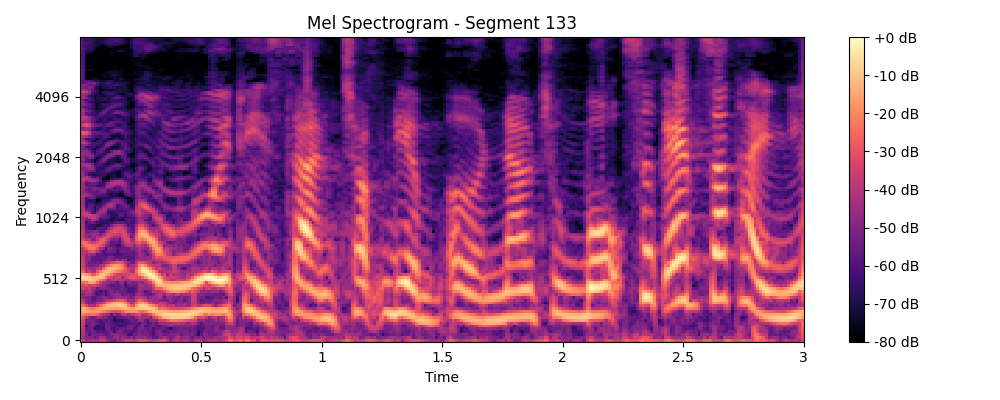 Mel Spectrogram - Segment 133
+0 dB
-10 dB
-20 dB
-30 dB
-40 dB
-50 dB
-60 dB
-70 dB
-80 dB
Frequency
4096
2048
1024
512
0
0
0.5
1
1.5
2
2.5
3
Time